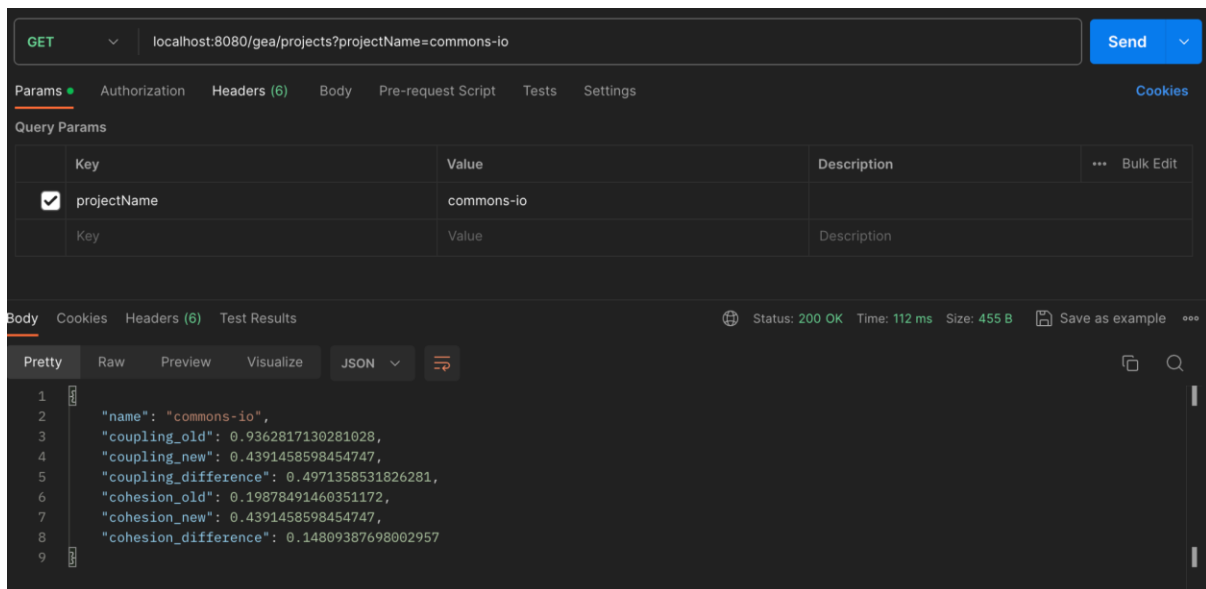 GET localhost:8080/gea/projects?projectName=commons-io Send
Params Authorization Headers (6) Body Pre-request Script Tests Settings Cookies
Query Params
Key Value Description ••• Bulk Edit
projectName commons-io
Key Value Description
Body Cookies Headers (6) Test Results Status: 200 OK Time: 112 ms Size: 455 B Save as example •••
Pretty Raw Preview Visualize JSON
1 {
2 "name": "commons-io",
3 "coupling_old": 0.9362817130281028,
4 "coupling_new": 0.4391458598454747,
5 "coupling_difference": 0.4971358531826281,
6 "cohesion_old": 0.19878491460351172,
7 "cohesion_new": 0.4391458598454747,
8 "cohesion_difference": 0.14809387698002957
9 }